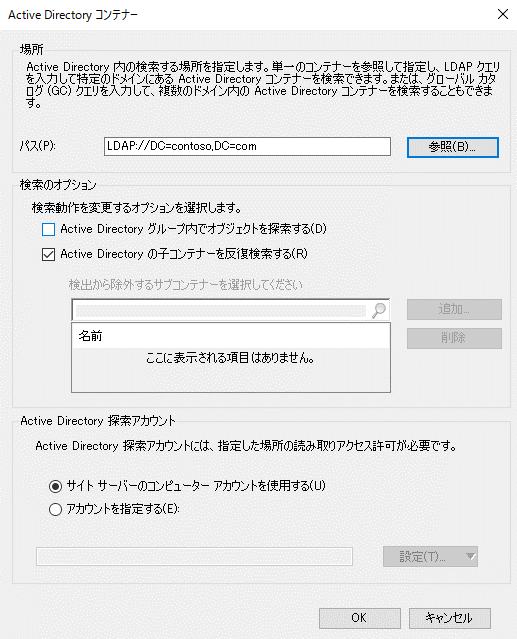 Active Directory コンテナー
場所
Active Directory 内の検索する場所を指定します。単一のコンテナーを参照して指定し、LDAP クエリ
を入力して特定のドメインにある Active Directory コンテナーを検索できます。または、グローバル カタ
ログ (GC) クエリを入力して、複数のドメイン内の Active Directory コンテナーを検索することもできま
す。
パス(P):
LDAP://DC=contoso,DC=com
参照(B)...
検索のオプション
検索動作を変更するオプションを選択します。
Active Directory グループ内でオブジェクトを探索する(D)
Active Directory の子コンテナーを反復検索する(R)
検出から除外するサブコンテナーを選択してください
追加...
名前
削除
ここに表示される項目はありません。
Active Directory 探索アカウント
Active Directory 探索アカウントには、指定した場所の読み取りアクセス許可が必要です。
サイト サーバーのコンピューター アカウントを使用する(U)
アカウントを指定する(E):
設定(T)...
OK
キャンセル